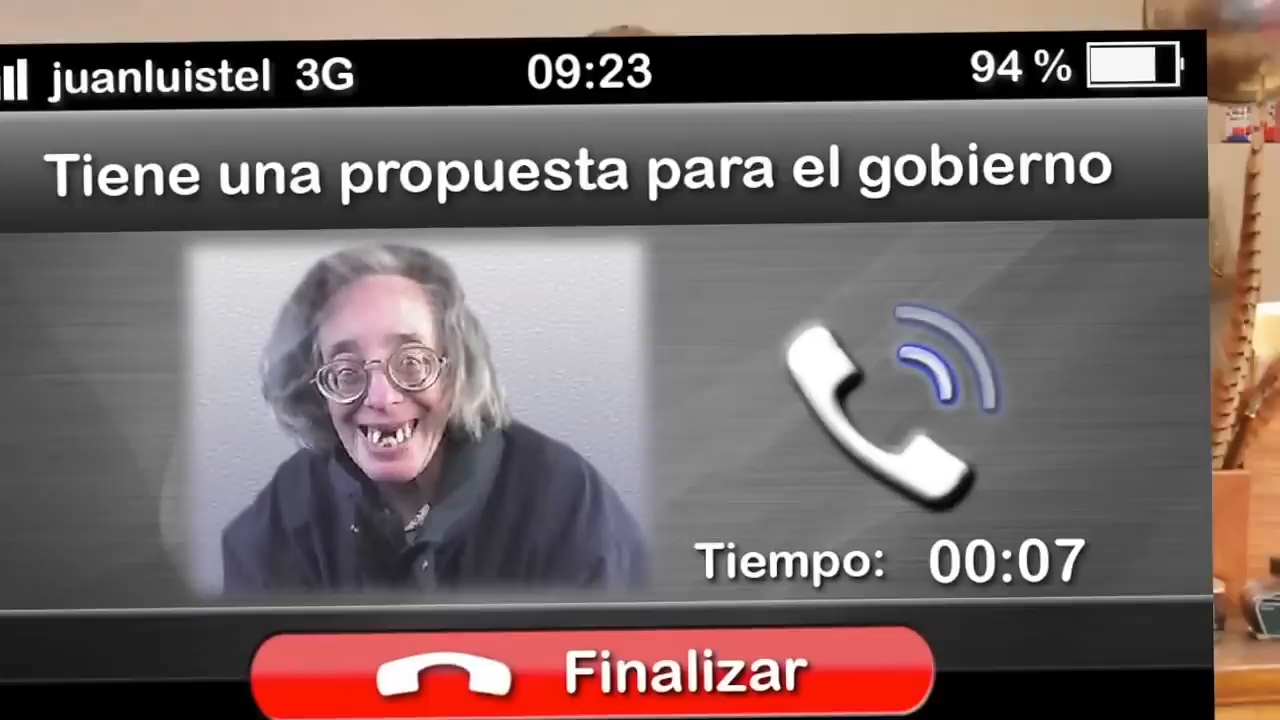 juanluistel 3G 09:23 94 %
Tiene una propuesta para el gobierno
Tiempo: 00:07
Finalizar